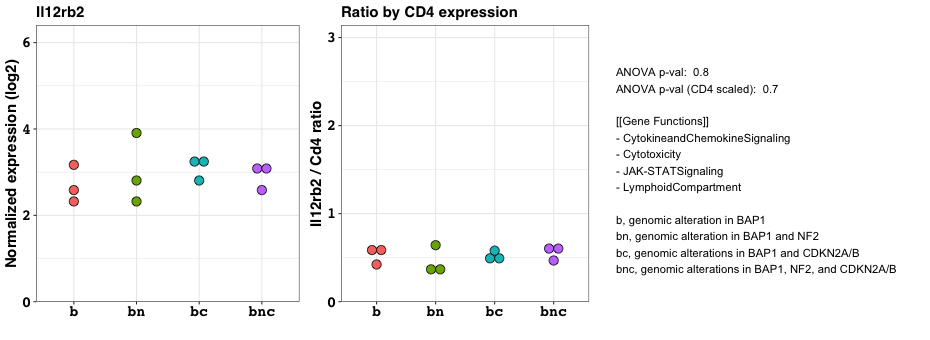 Il12rb2
Normalized expression (log2)
6
4
2
0
b bn bc bnc
Ratio by CD4 expression
Il12rb2 / Cd4 ratio
3
2
1
0
b bn bc bnc
ANOVA p-val: 0.8
ANOVA p-val (CD4 scaled): 0.7
[[Gene Functions]]
- CytokineandChemokineSignaling
- Cytotoxicity
- JAK-STATSignaling
- LymphoidCompartment
b, genomic alteration in BAP1
bn, genomic alteration in BAP1 and NF2
bc, genomic alterations in BAP1 and CDKN2A/B
bnc, genomic alterations in BAP1, NF2, and CDKN2A/B